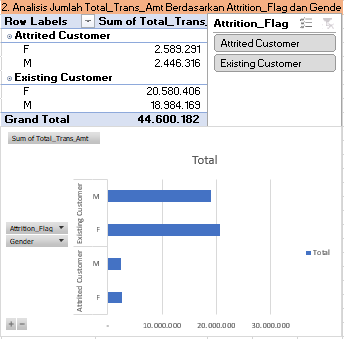 2. Analisis Jumlah Total_Trans_Amt Berdasarkan Attrition_Flag dan Gende
Row Labels Sum of Total_Trans_
Attrited Customer
F 2.589.291
M 2.446.316
Existing Customer
F 20.580.406
M 18.984.169
Grand Total 44.600.182
Attrition_Flag
Attrited Customer
Existing Customer
Sum of Total_Trans_Amt
Total
Attrition_Flag
Gender
Existing Customer
M
F
Attrited Customer
M
F
Total
- 10.000.000 20.000.000 30.000.000